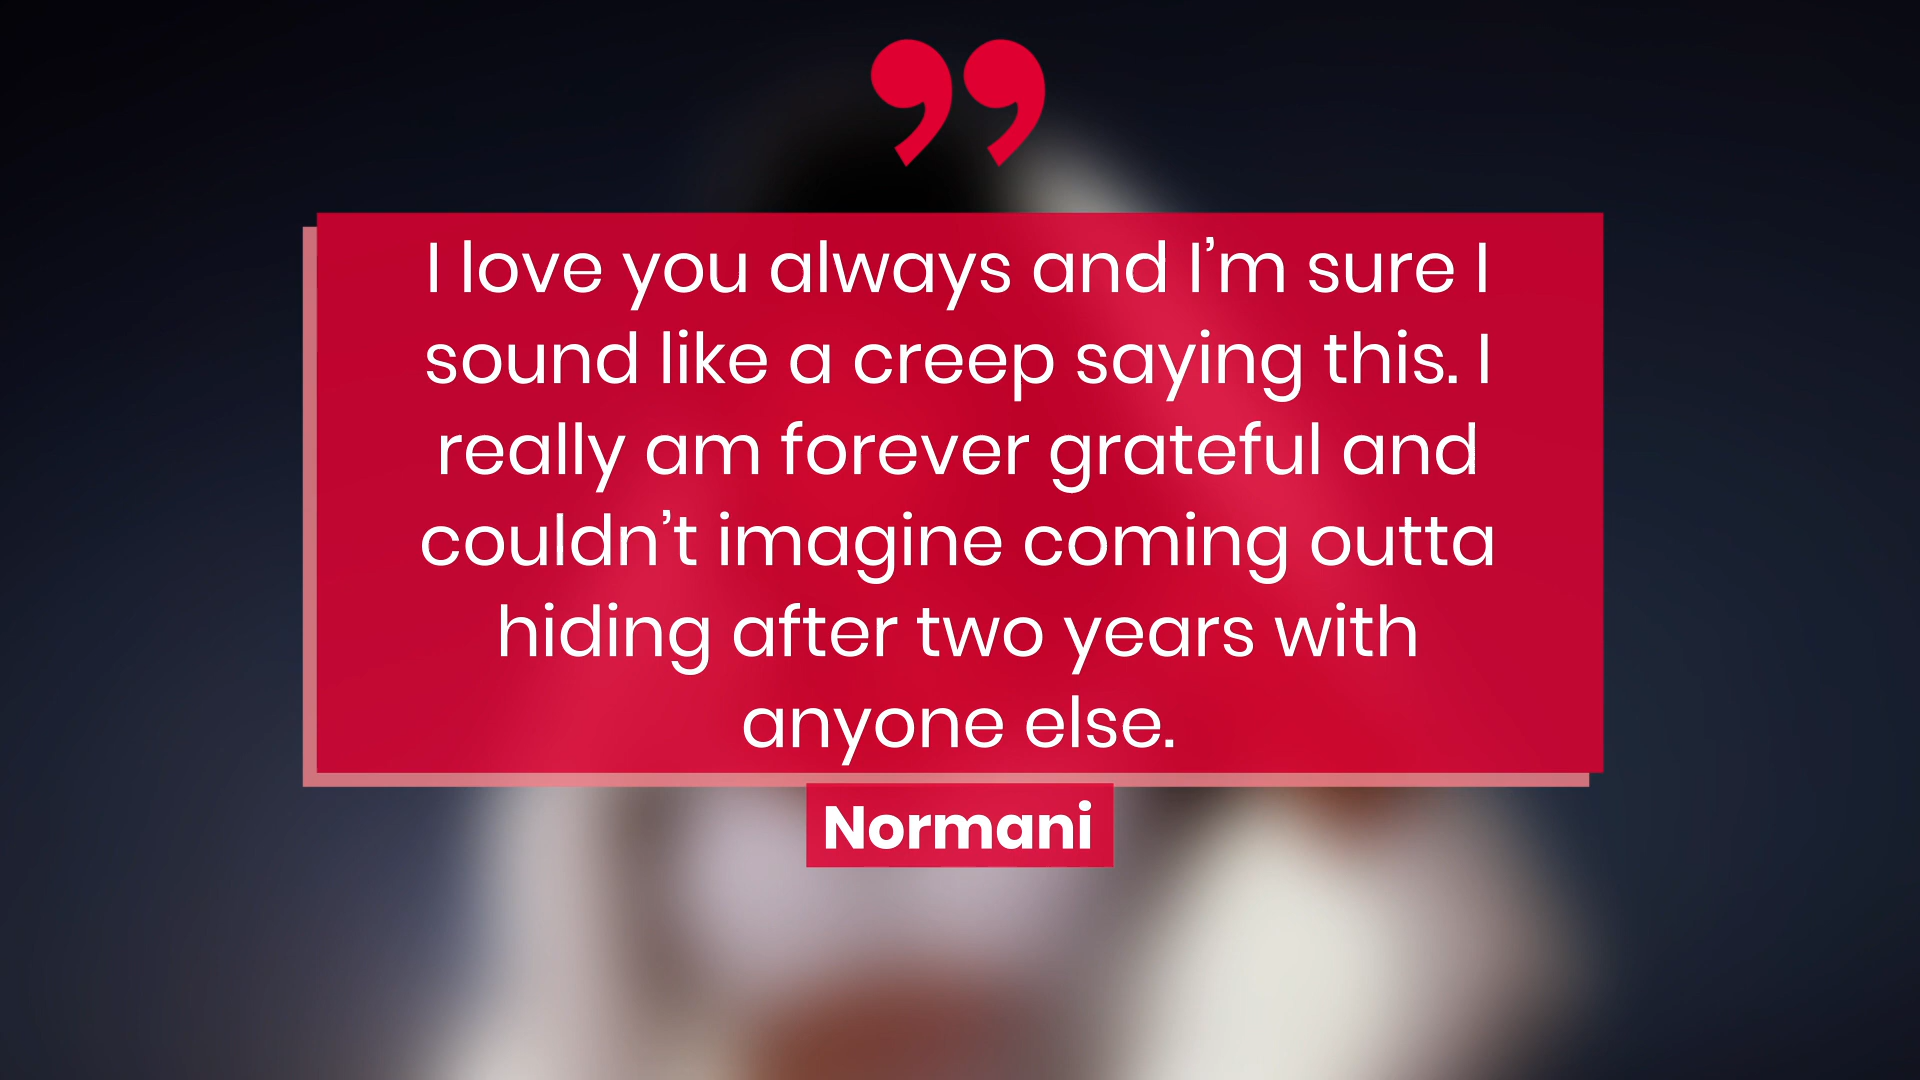 ”
I love you always and I’m sure I
sound like a creep saying this. I
really am forever grateful and
couldn’t imagine coming outta
hiding after two years with
anyone else.
Normani